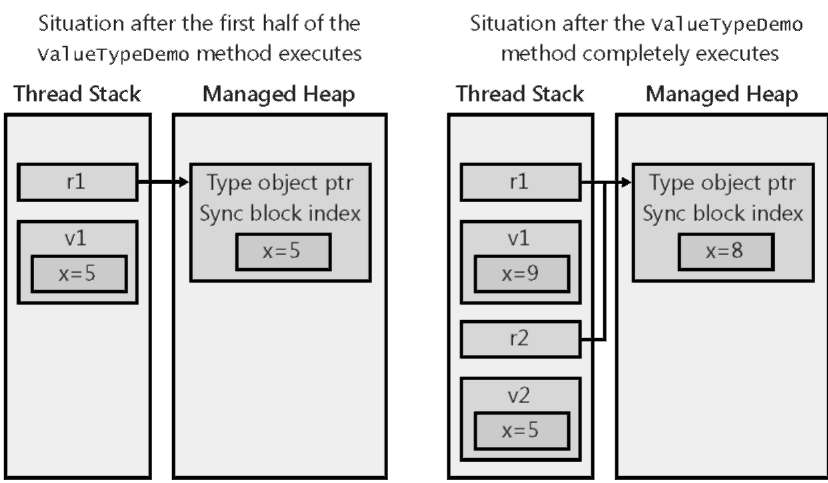 Situation after the first half of the
ValueTypeDemo method executes
Thread Stack
Managed Heap
r1
Type object ptr
Sync block index
x=5
v1
x=5
Situation after the ValueTypeDemo
method completely executes
Thread Stack
Managed Heap
r1
Type object ptr
Sync block index
x=8
v1
x=9
r2
v2
x=5